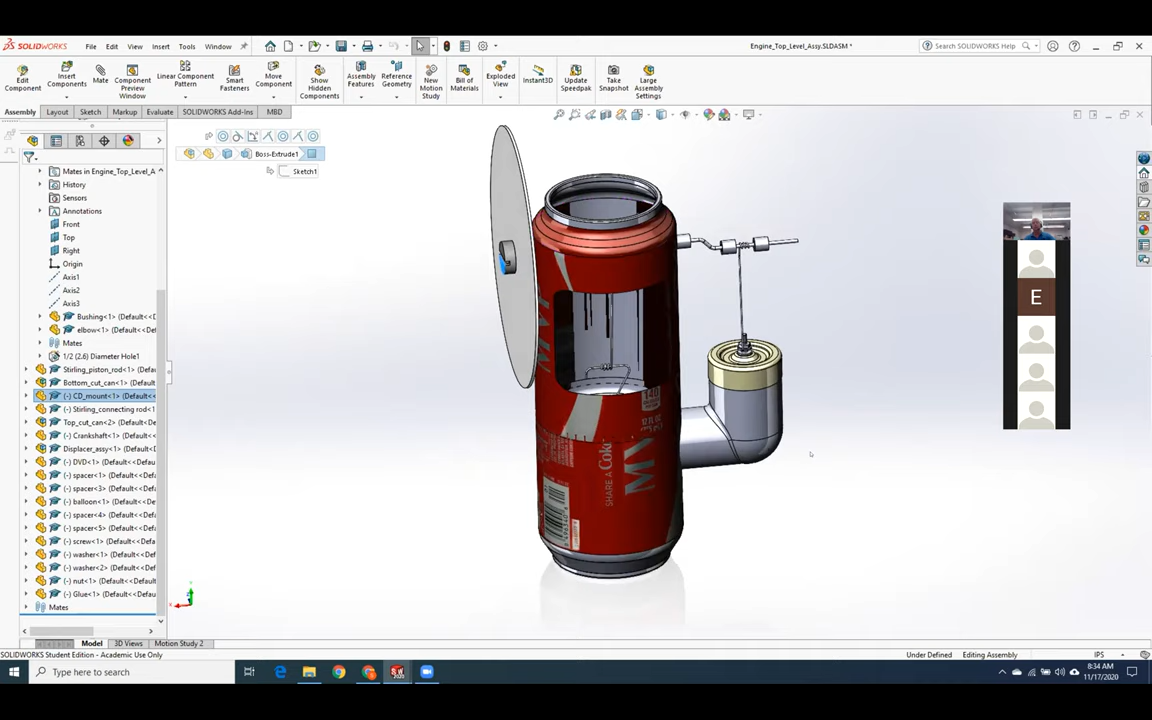 SOLIDWORKS File Edit View Insert Tools Window Engine_Top_Level_Assy.SLDASM * Search SOLIDWORKS Help
Edit Component
Insert Components
Mate
Component Preview Window
Linear Component Pattern
Smart Fasteners
Move Component
Show Hidden Components
Assembly Features
Reference Geometry
New Motion Study
Bill of Materials
Exploded View
Instant3D
Update Speedpak
Take Snapshot
Large Assembly Settings
Assembly Layout Sketch Markup Evaluate SOLIDWORKS Add-Ins MBD
Boss-Extrude1
Sketch1
Mates in Engine_Top_Level_A
History
Sensors
Annotations
Front
Top
Right
Origin
Axis1
Axis2
Axis3
Bushing<1> (Default<<D
elbow<1> (Default<<De
Mates
1/2 (2.6) Diameter Hole1
Stirling_piston_rod<1> (Defau
Bottom_cut_can<1> (Default
(-) CD_mount<1> (Default<<
(-) Stirling_connecting rod<1
Top_cut_can<2> (Default<<D
(-) Crankshaft<1> (Default<<
Displacer_assy<1> (Default<
(-) DVD<1> (Default<<Defaul
(-) spacer<1> (Default<<Def
(-) spacer<3> (Default<<Def
(-) balloon<1> (Default<<De
(-) spacer<4> (Default<<Def
(-) spacer<5> (Default<<Def
(-) screw<1> (Default<<Defa
(-) washer<1> (Default<<De
(-) washer<2> (Default<<De
(-) nut<1> (Default<<Defaul
(-) Glue<1> (Default<<Defau
Mates
MVP
140
SHARE A Coke
MV
E
Model 3D Views Motion Study 2
SOLIDWORKS Student Edition - Academic Use Only Under Defined Editing Assembly IPS
Type here to search
8:34 AM
11/17/2020